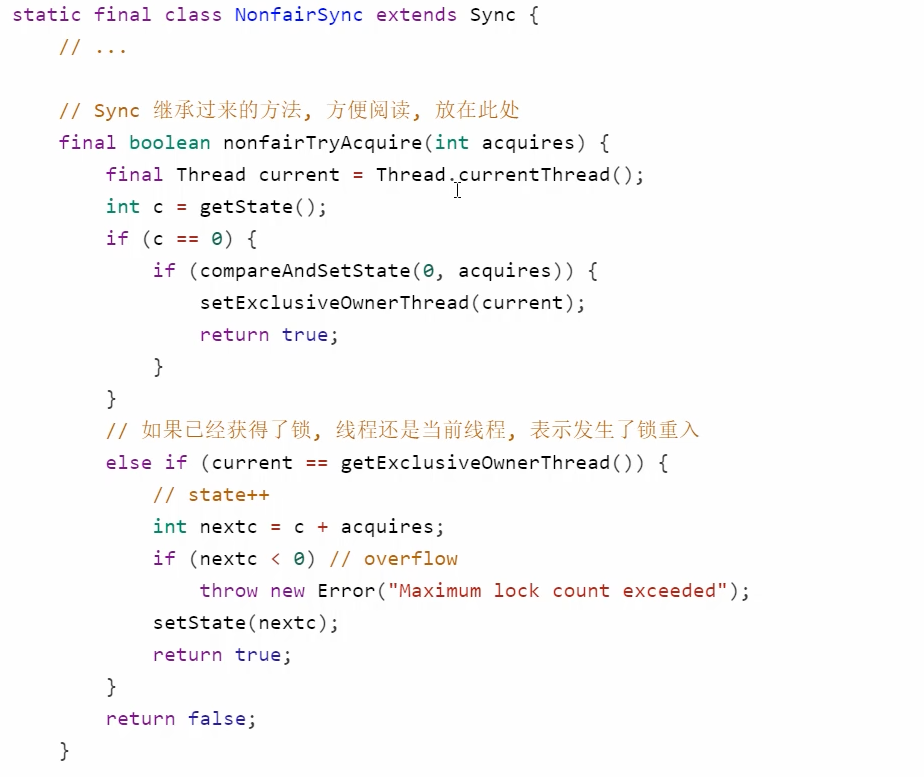 static final class NonfairSync extends Sync {
    // ...

    // Sync 继承过来的方法, 方便阅读, 放在此处
    final boolean nonfairTryAcquire(int acquires) {
        final Thread current = Thread.currentThread();
        int c = getState();
        if (c == 0) {
            if (compareAndSetState(0, acquires)) {
                setExclusiveOwnerThread(current);
                return true;
            }
        }
        // 如果已经获得了锁, 线程还是当前线程, 表示发生了锁重入
        else if (current == getExclusiveOwnerThread()) {
            // state++
            int nextc = c + acquires;
            if (nextc < 0) // overflow
                throw new Error("Maximum lock count exceeded");
            setState(nextc);
            return true;
        }
        return false;
    }